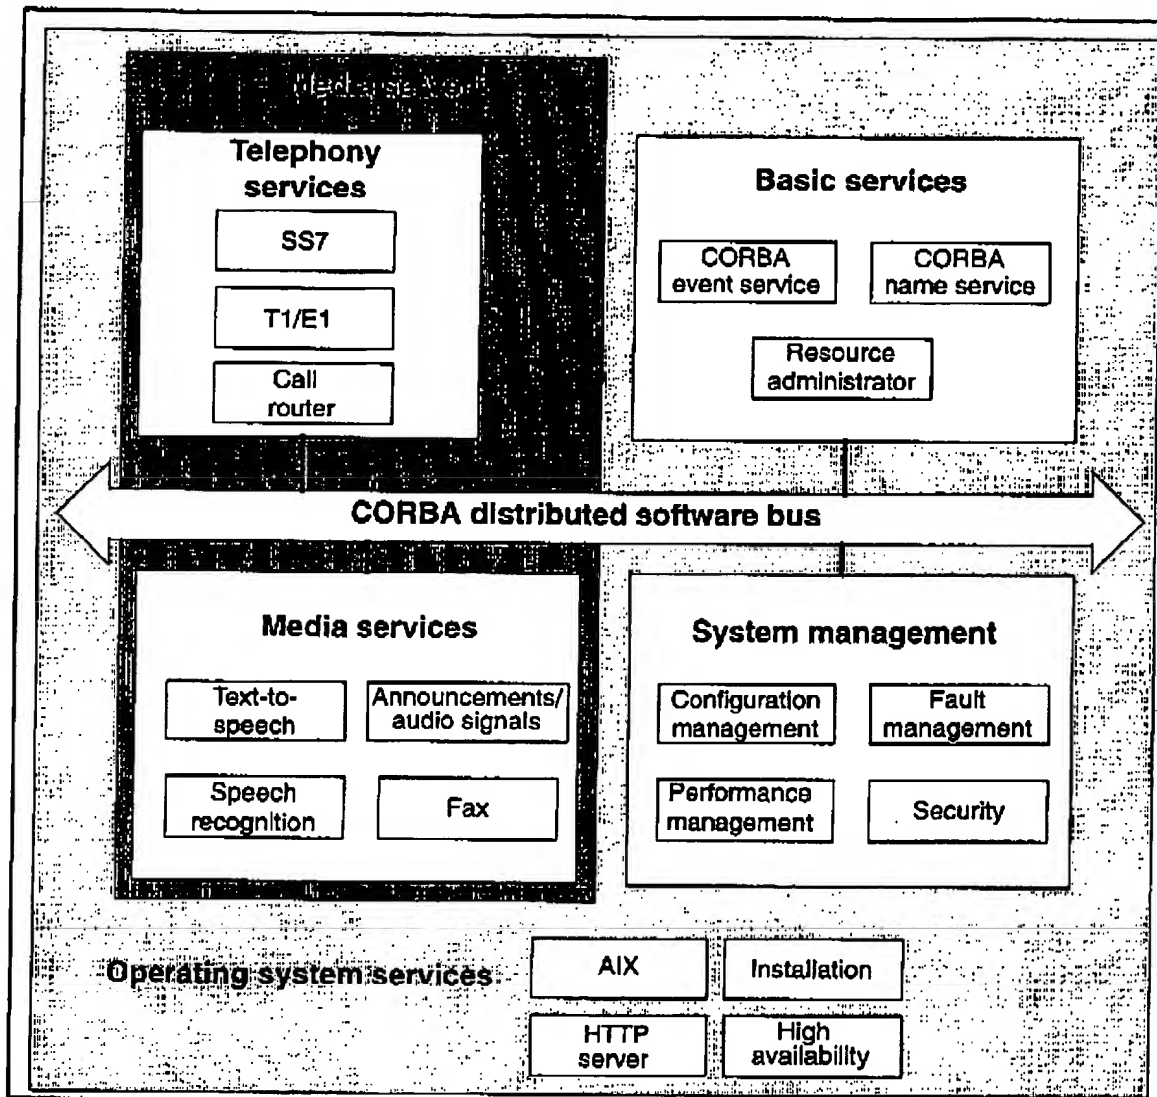 Media server
Telephony
services
SS7
T1/E1
Call
router
Basic services
CORBA
event service
CORBA
name service
Resource
administrator
CORBA distributed software bus
Media services
Text-to-
speech
Announcements/
audio signals
Speech
recognition
Fax
System management
Configuration
management
Fault
management
Performance
management
Security
Operating system services
AIX
Installation
HTTP
server
High
availability